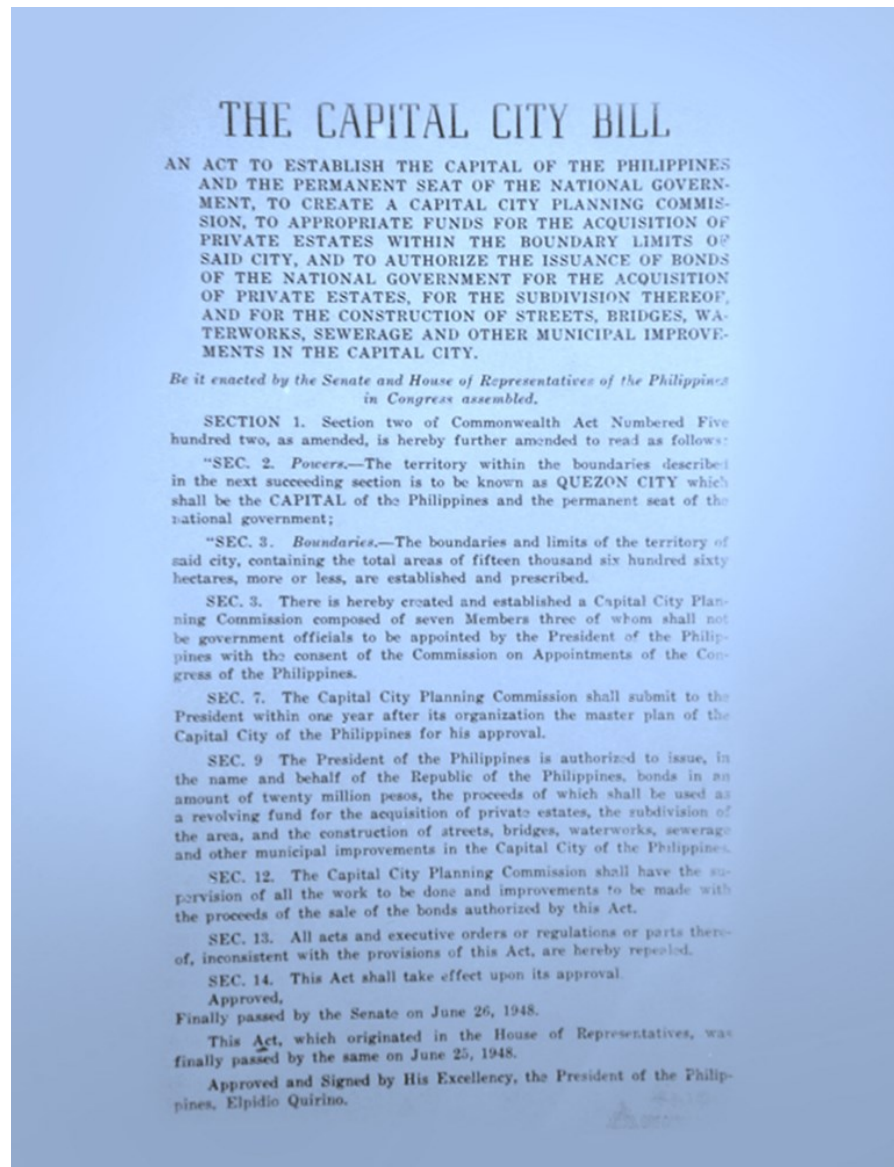 THE CAPITAL CITY BILL
AN ACT TO ESTABLISH THE CAPITAL OF THE PHILIPPINES
AND THE PERMANENT SEAT OF THE NATIONAL GOVERN-
MENT, TO CREATE A CAPITAL CITY PLANNING COMMIS-
SION, TO APPROPRIATE FUNDS FOR THE ACQUISITION OF
PRIVATE ESTATES WITHIN THE BOUNDARY LIMITS OF
SAID CITY, AND TO AUTHORIZE THE ISSUANCE OF BONDS
OF THE NATIONAL GOVERNMENT FOR THE ACQUISITION
OF PRIVATE ESTATES, FOR THE SUBDIVISION THEREOF,
AND FOR THE CONSTRUCTION OF STREETS, BRIDGES, WA-
TERWORKS, SEWERAGE AND OTHER MUNICIPAL IMPROVE-
MENTS IN THE CAPITAL CITY.
Be it enacted by the Senate and House of Representatives of the Philippines
in Congress assembled.
SECTION 1. Section two of Commonwealth Act Numbered Five
hundred two, as amended, is hereby further amended to read as follows:
"SEC. 2. Powers.—The territory within the boundaries described
in the next succeeding section is to be known as QUEZON CITY which
shall be the CAPITAL of the Philippines and the permanent seat of the
national government;
"SEC. 3. Boundaries.—The boundaries and limits of the territory of
said city, containing the total areas of fifteen thousand six hundred sixty
hectares, more or less, are established and prescribed.
SEC. 3. There is hereby created and established a Capital City Plan-
ning Commission composed of seven Members three of whom shall not
be government officials to be appointed by the President of the Philip-
pines with the consent of the Commission on Appointments of the Con-
gress of the Philippines.
SEC. 7. The Capital City Planning Commission shall submit to the
President within one year after its organization the master plan of the
Capital City of the Philippines for his approval.
SEC. 9 The President of the Philippines is authorized to issue, in
the name and behalf of the Republic of the Philippines, bonds in an
amount of twenty million pesos, the proceeds of which shall be used as
a revolving fund for the acquisition of private estates, the subdivision of
the area, and the construction of streets, bridges, waterworks, sewerage
and other municipal improvements in the Capital City of the Philippines.
SEC. 12. The Capital City Planning Commission shall have the su-
pervision of all the work to be done and improvements to be made with
the proceeds of the sale of the bonds authorized by this Act.
SEC. 13. All acts and executive orders or regulations or parts there-
of, inconsistent with the provisions of this Act, are hereby repealed.
SEC. 14. This Act shall take effect upon its approval.
Approved,
Finally passed by the Senate on June 26, 1948.
This Act, which originated in the House of Representatives, was
finally passed by the same on June 25, 1948.
Approved and Signed by His Excellency, the President of the Philip-
pines, Elpidio Quirino.